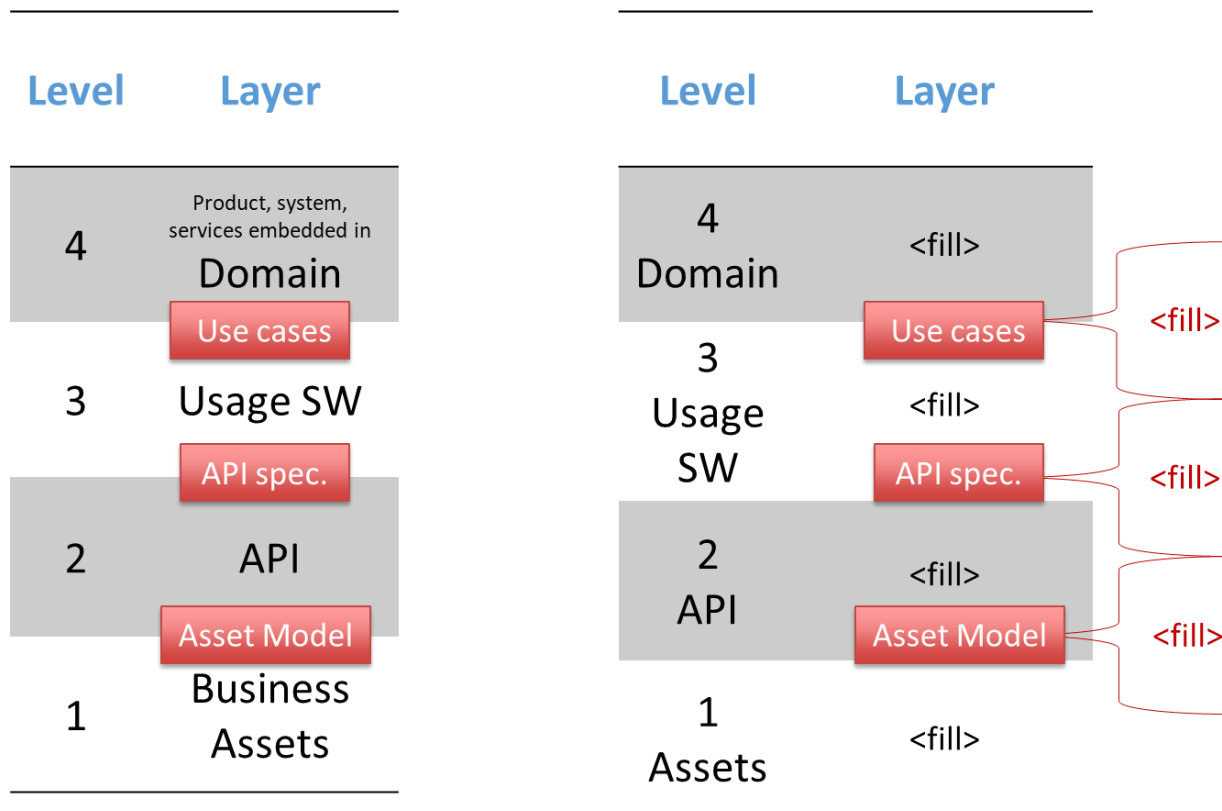 Level Layer
4
Product, system,
services embedded in
Domain
Use cases
3
Usage SW
API spec.
2
API
Asset Model
1
Business
Assets
Level Layer
4
Domain
<fill>
Use cases
<fill>
3
Usage
SW
<fill>
API spec.
<fill>
2
API
<fill>
Asset Model
<fill>
1
Assets
<fill>